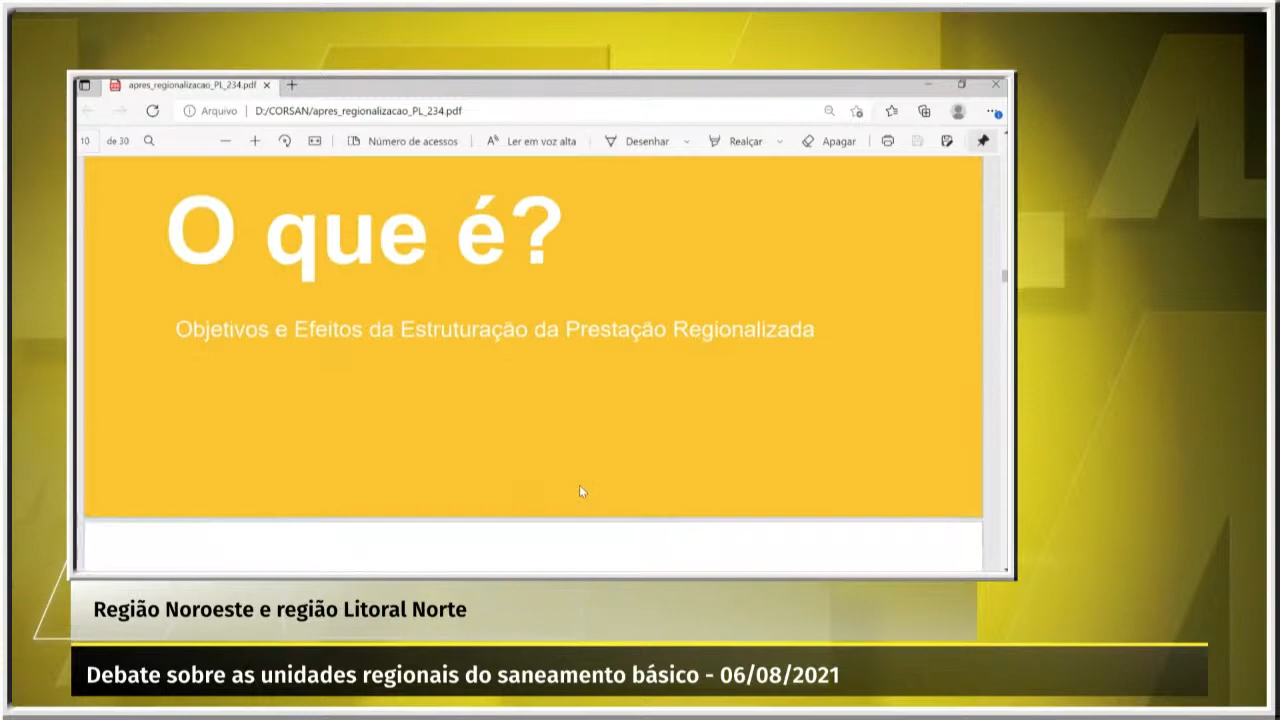 apres_regionalizacao_PL_234.pdf
Arquivo D:/CORSAN/apres_regionalizacao_PL_234.pdf
10 de 30 Número de acessos Ler em voz alta Desenhar Realçar Apagar
O que é?
Objetivos e Efeitos da Estruturação da Prestação Regionalizada
Região Noroeste e região Litoral Norte
Debate sobre as unidades regionais do saneamento básico - 06/08/2021